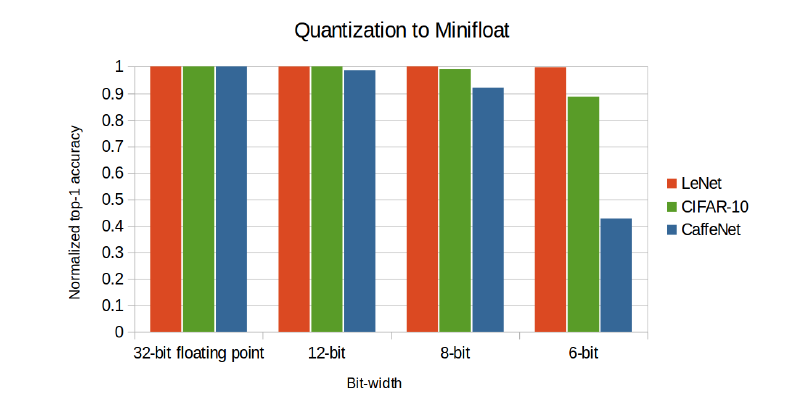 Quantization to Minifloat
Normalized top-1 accuracy
1
0.9
0.8
0.7
0.6
0.5
0.4
0.3
0.2
0.1
0
32-bit floating point
12-bit
8-bit
6-bit
Bit-width
LeNet
CIFAR-10
CaffeNet